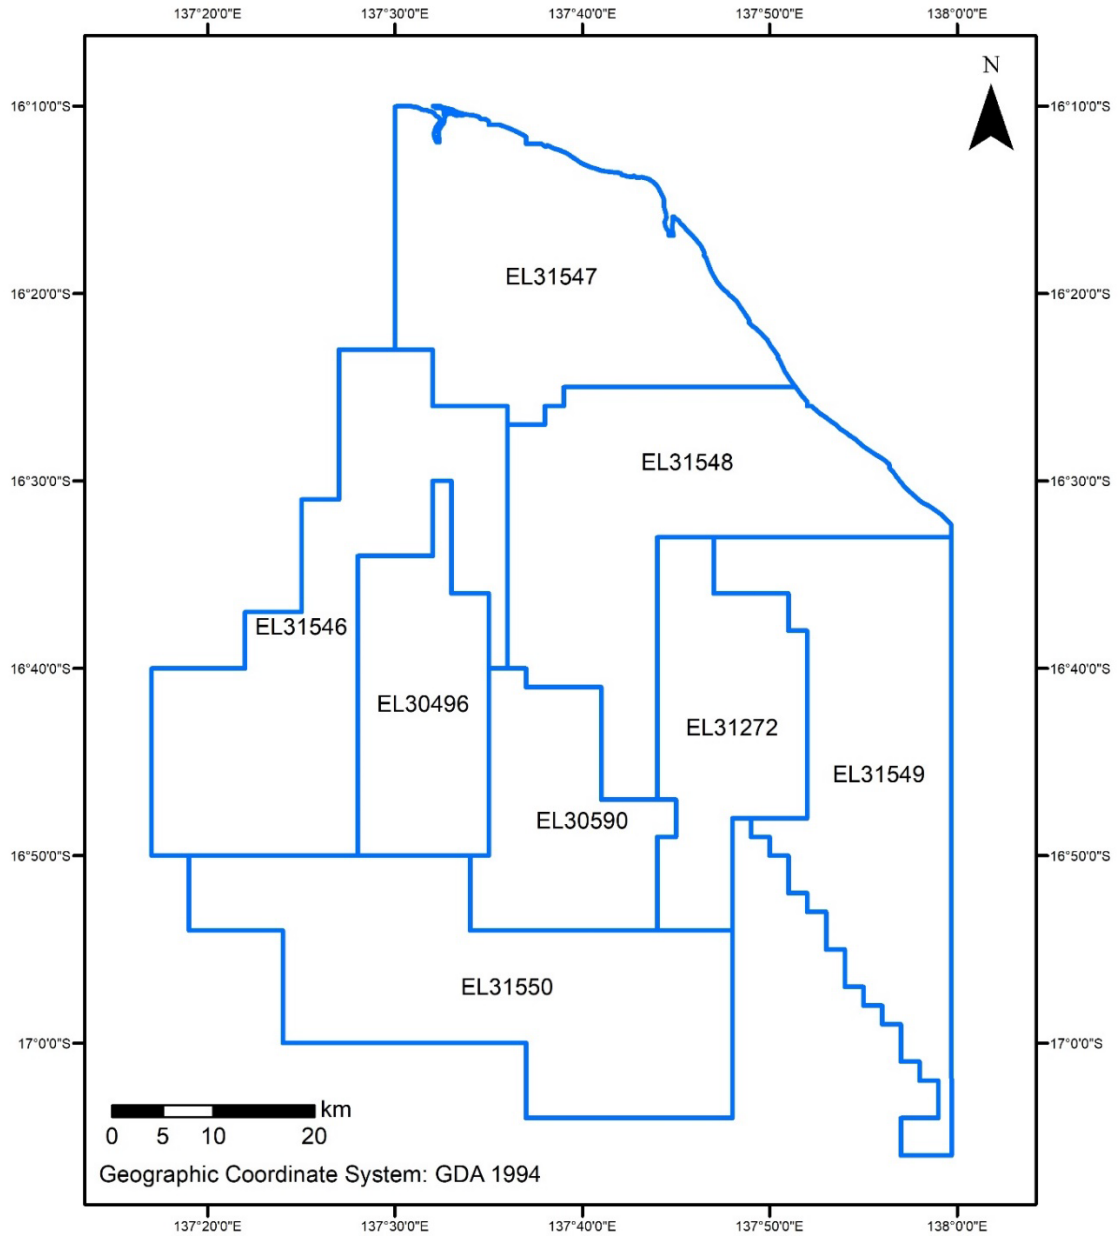 137°20'0"E 137°30'0"E 137°40'0"E 137°50'0"E 138°0'0"E
N
16°10'0"S 16°10'0"S
EL31547
16°20'0"S 16°20'0"S
EL31548
16°30'0"S 16°30'0"S
EL31546
16°40'0"S 16°40'0"S
EL30496
EL31272
EL31549
EL30590
16°50'0"S 16°50'0"S
EL31550
17°0'0"S 17°0'0"S
km
0 5 10 20
Geographic Coordinate System: GDA 1994
137°20'0"E 137°30'0"E 137°40'0"E 137°50'0"E 138°0'0"E